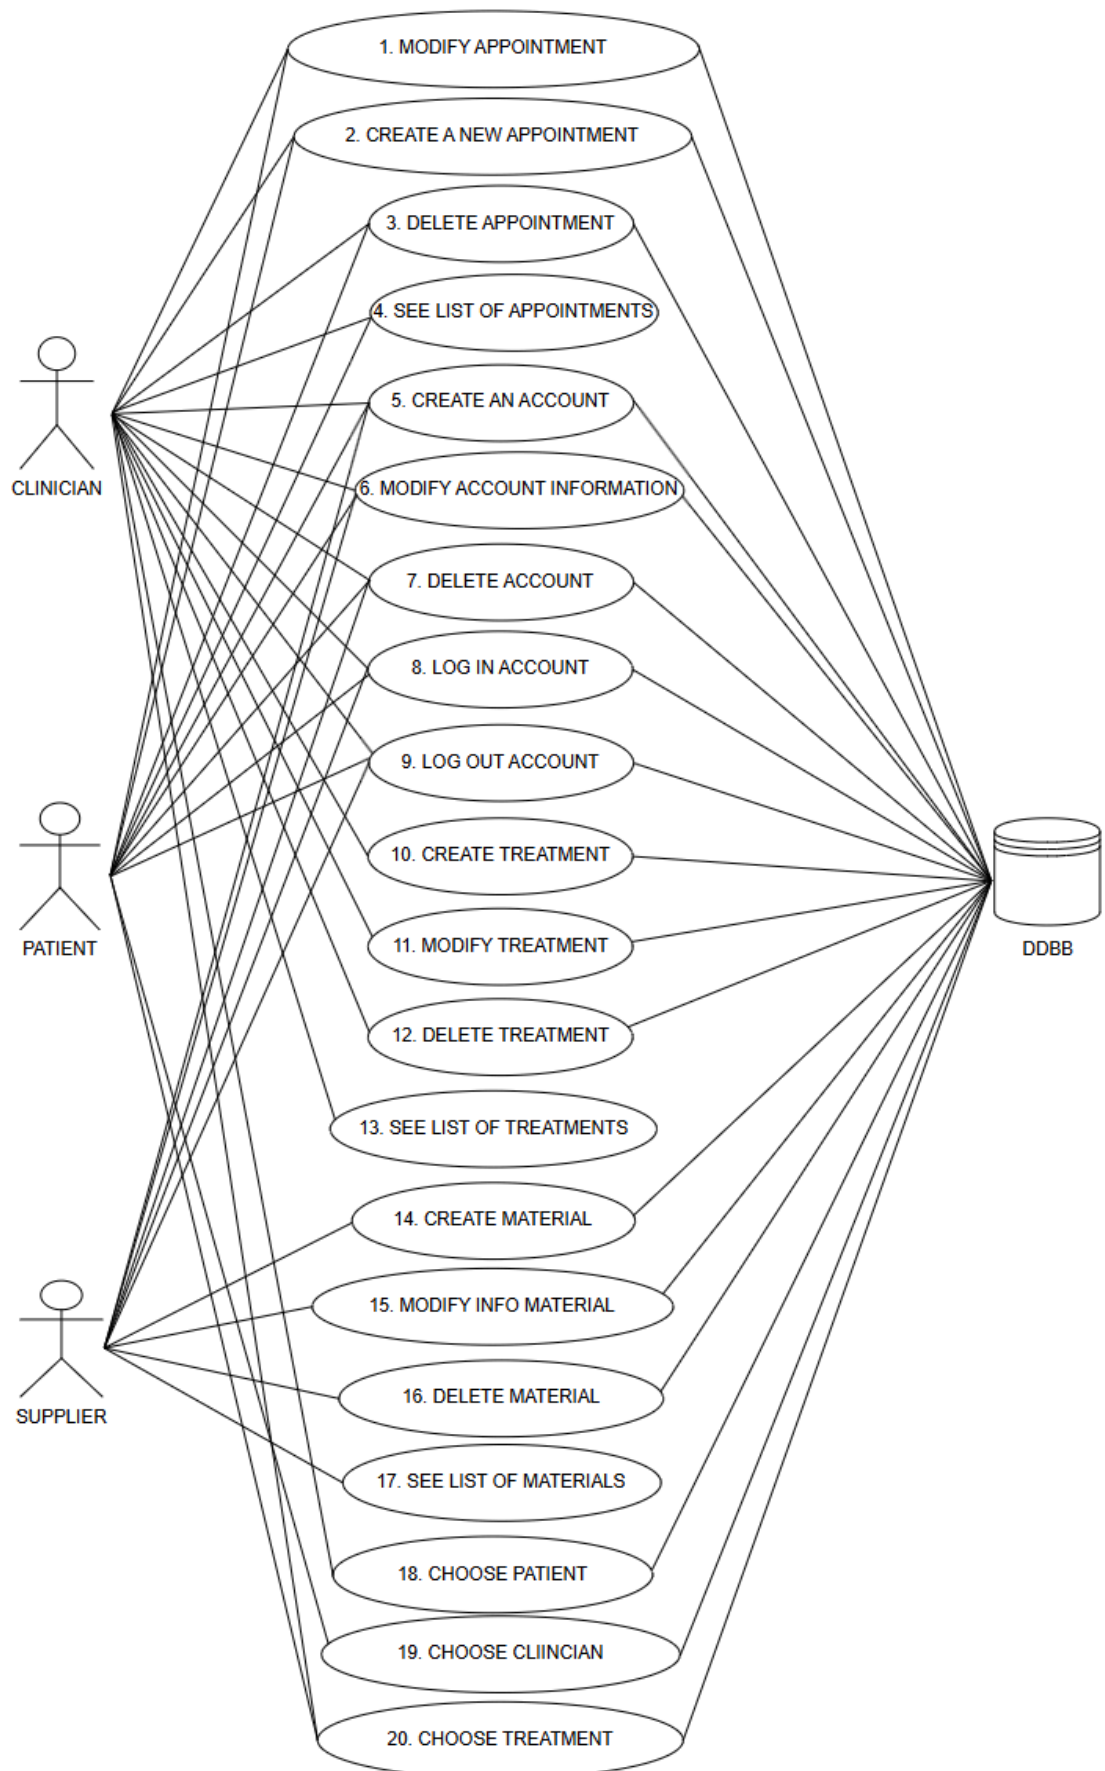 1. MODIFY APPOINTMENT
2. CREATE A NEW APPOINTMENT
3. DELETE APPOINTMENT
4. SEE LIST OF APPOINTMENTS
5. CREATE AN ACCOUNT
CLINICIAN
6. MODIFY ACCOUNT INFORMATION
7. DELETE ACCOUNT
8. LOG IN ACCOUNT
9. LOG OUT ACCOUNT
10. CREATE TREATMENT
11. MODIFY TREATMENT
PATIENT
DDBB
12. DELETE TREATMENT
13. SEE LIST OF TREATMENTS
14. CREATE MATERIAL
15. MODIFY INFO MATERIAL
16. DELETE MATERIAL
SUPPLIER
17. SEE LIST OF MATERIALS
18. CHOOSE PATIENT
19. CHOOSE CLIINCIAN
20. CHOOSE TREATMENT